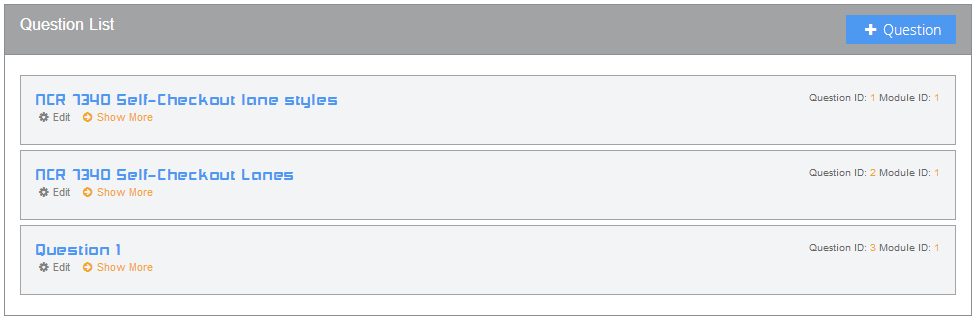 Question List
Question
NCR 7340 Self-Checkout lane styles
Question ID: 1 Module ID: 1
Edit Show More
NCR 7340 Self-Checkout Lanes
Question ID: 2 Module ID: 1
Edit Show More
Question 1
Question ID: 3 Module ID: 1
Edit Show More